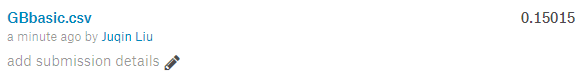 GBbasic.csv 0.15015
a minute ago by Juqin Liu
add submission details